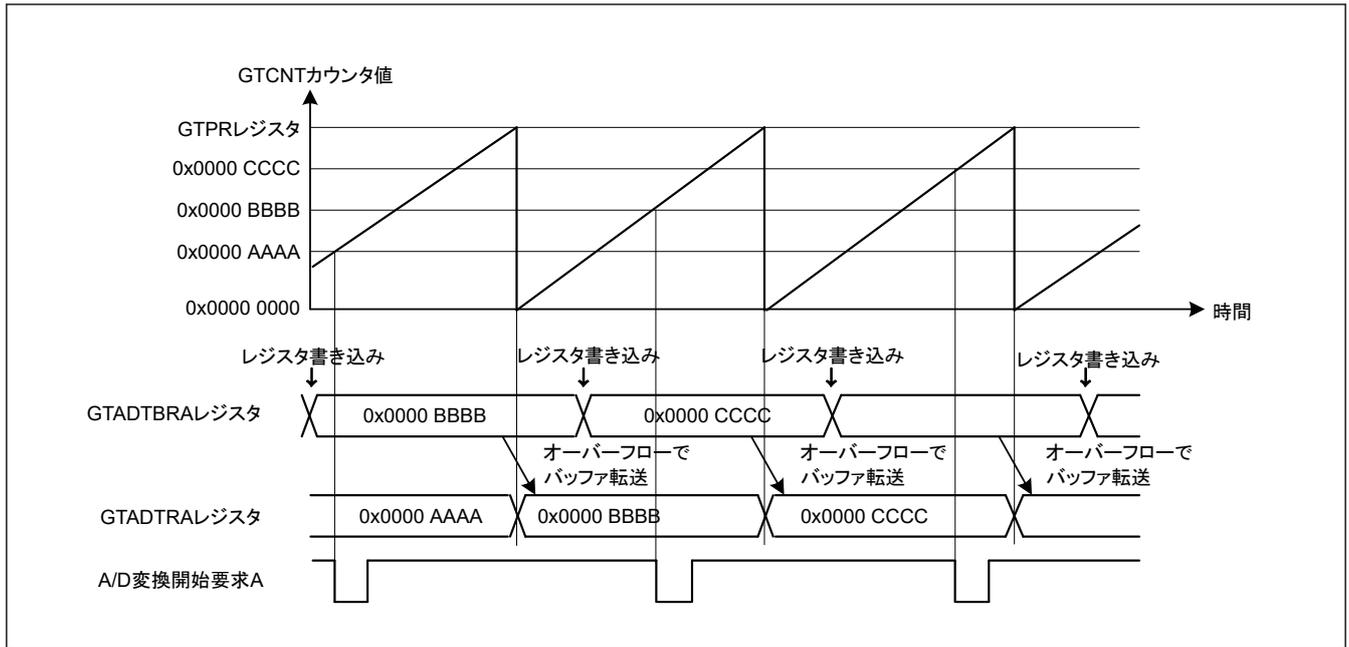 GTCNTカウンタ値
GTPRレジスタ
0x0000 CCCC
0x0000 BBBB
0x0000 AAAA
0x0000 0000
時間
レジスタ書き込み
レジスタ書き込み
レジスタ書き込み
レジスタ書き込み
GTADTBRAレジスタ
0x0000 BBBB
0x0000 CCCC
オーバーフローで
バッファ転送
オーバーフローで
バッファ転送
オーバーフローで
バッファ転送
GTADTRAレジスタ
0x0000 AAAA
0x0000 BBBB
0x0000 CCCC
A/D変換開始要求A